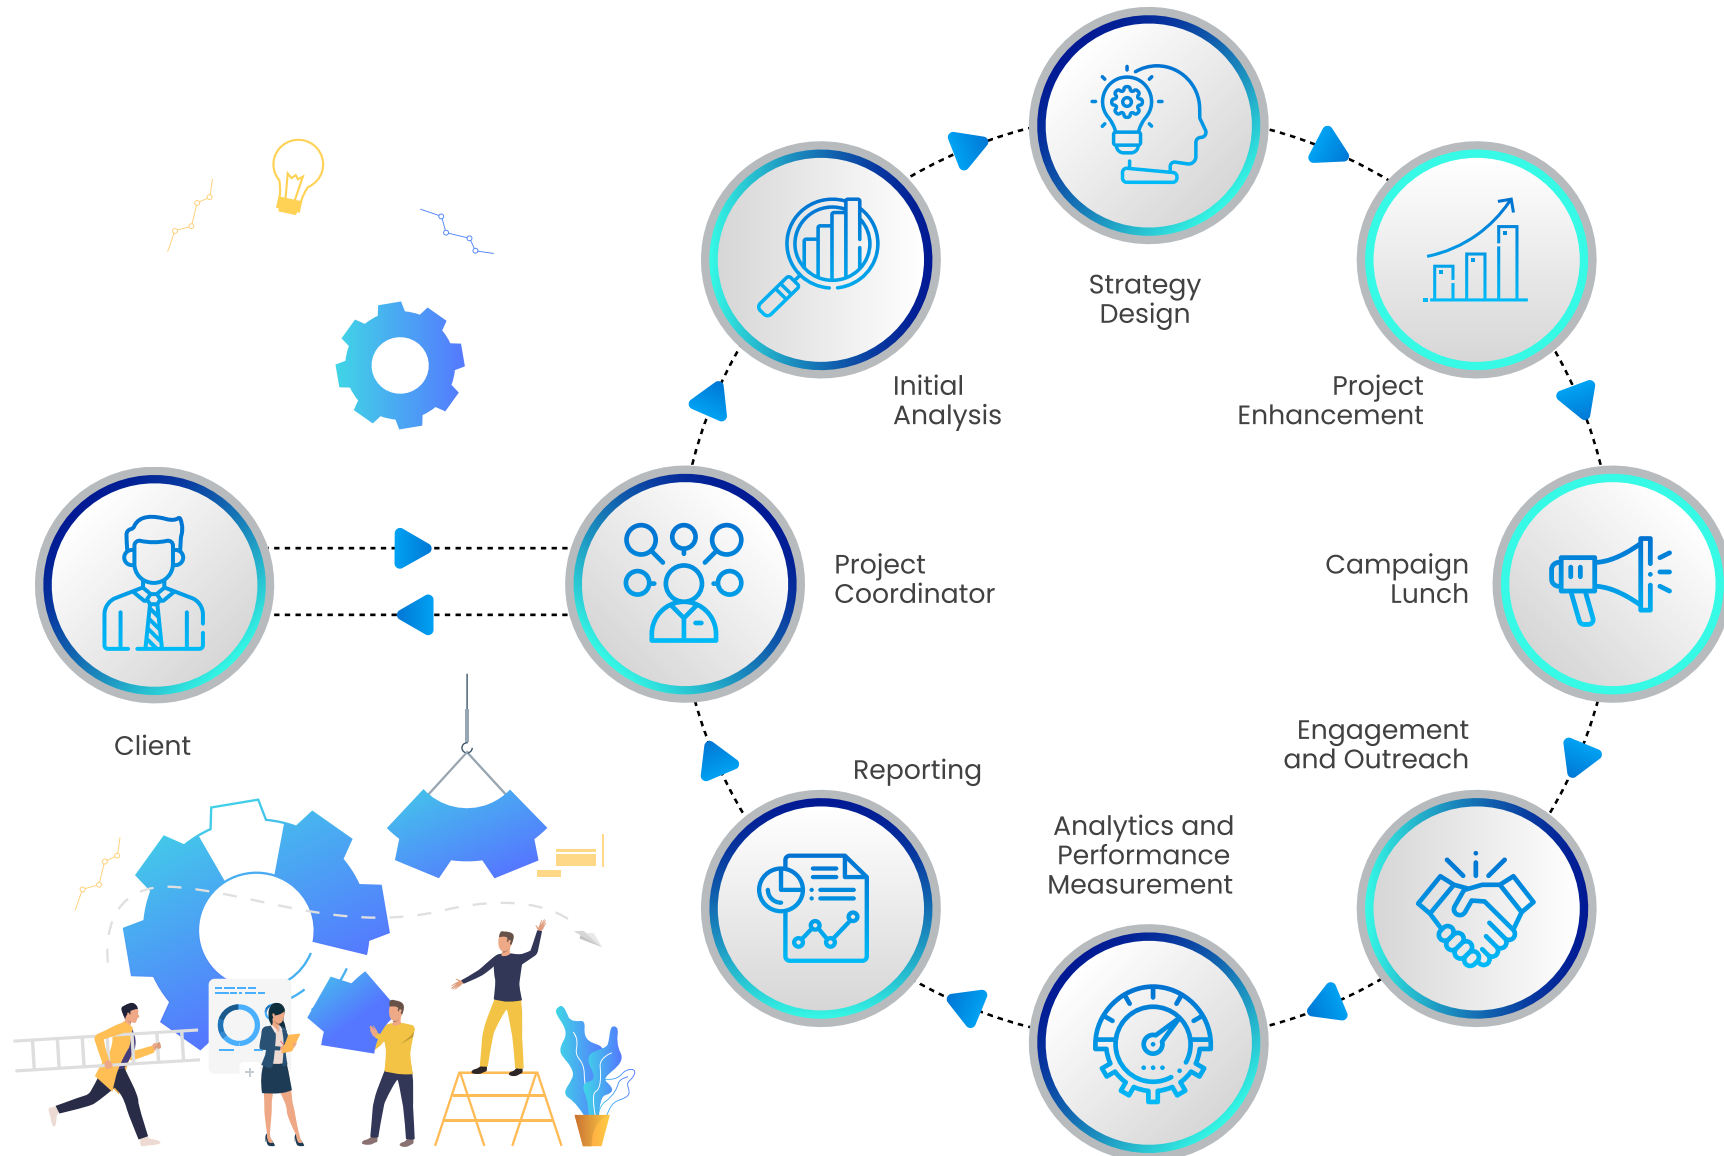 Strategy
Design
Initial
Analysis
Project
Enhancement
Project
Coordinator
Campaign
Lunch
Client
Engagement
and Outreach
Reporting
Analytics and
Performance
Measurement